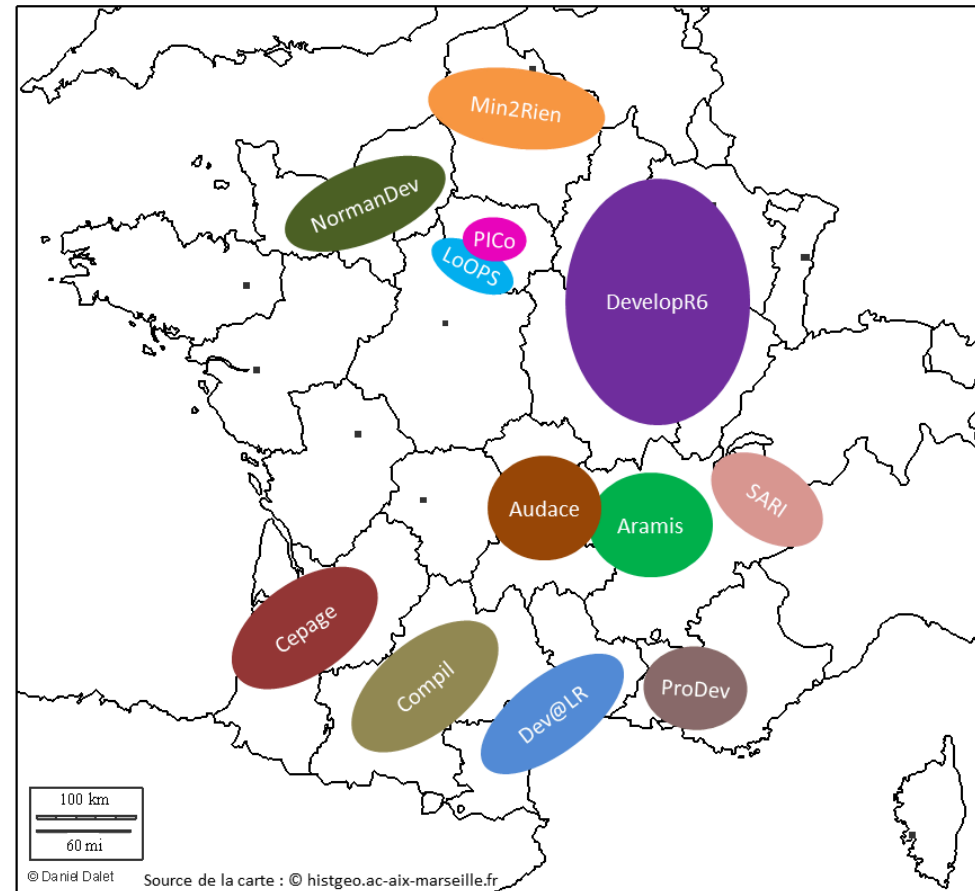 Min2Rien
NormanDev
PICo
LoOPS
DevelopR6
Audace
Aramis
SARI
Cepage
Compil
Dev@LR
ProDev
100 km
60 mi
© Daniel Dalet
Source de la carte : © histgeo.ac-aix-marseille.fr